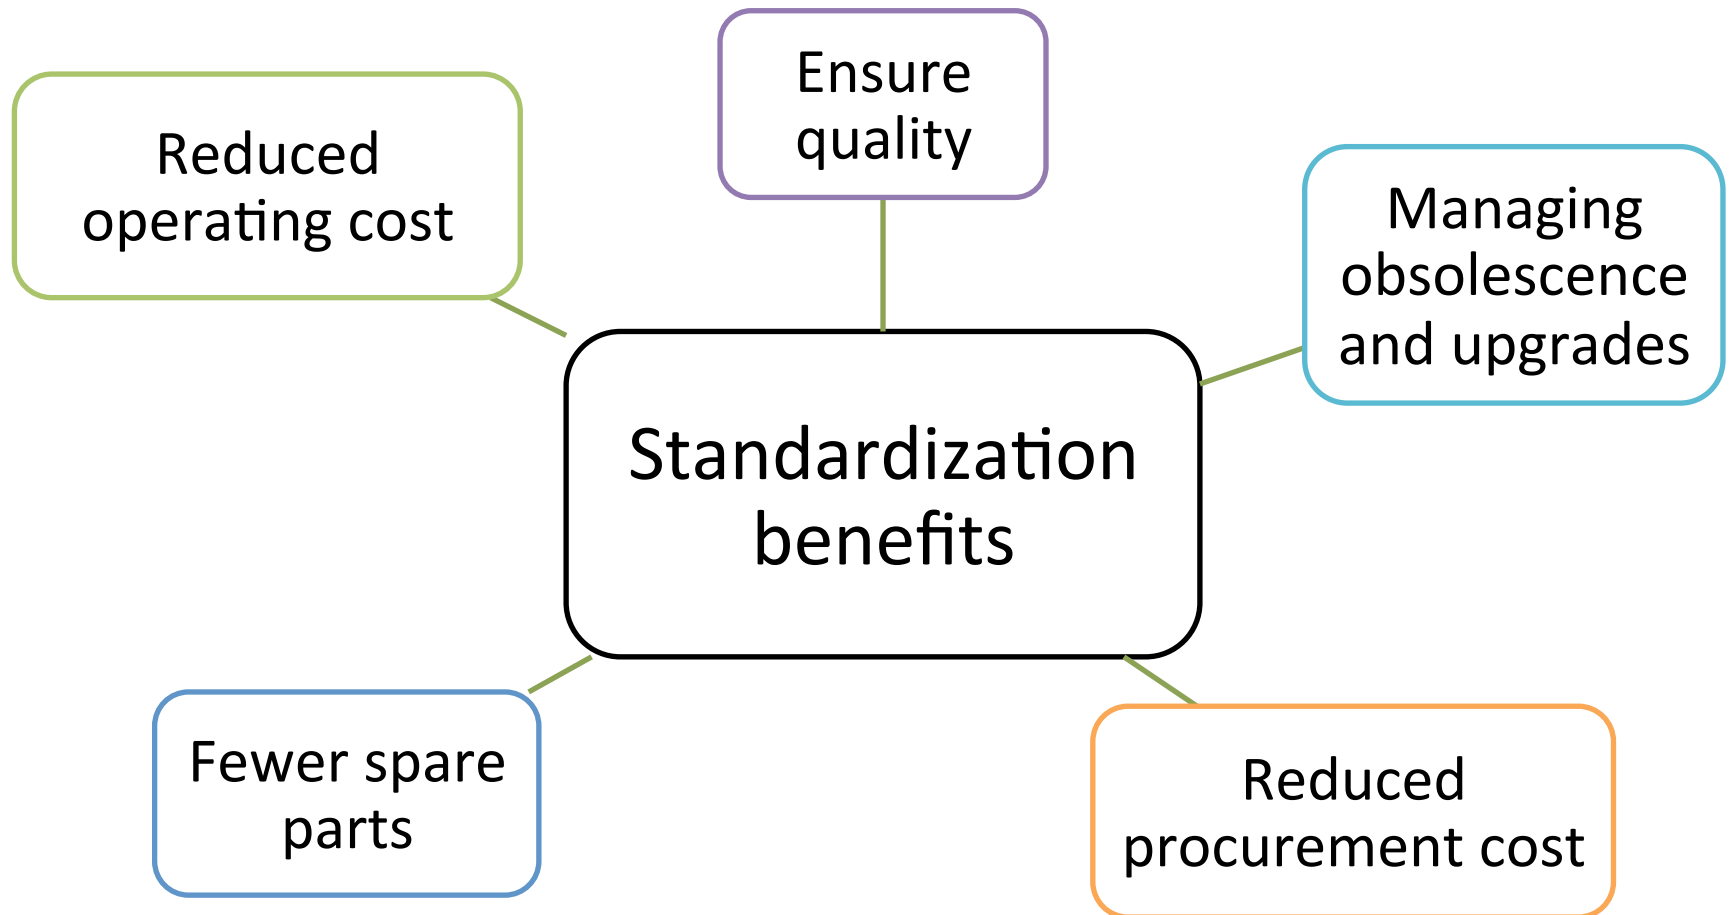 Ensure
quality
Reduced
operating cost
Managing
obsolescence
and upgrades
Standardization
benefits
Fewer spare
parts
Reduced
procurement cost